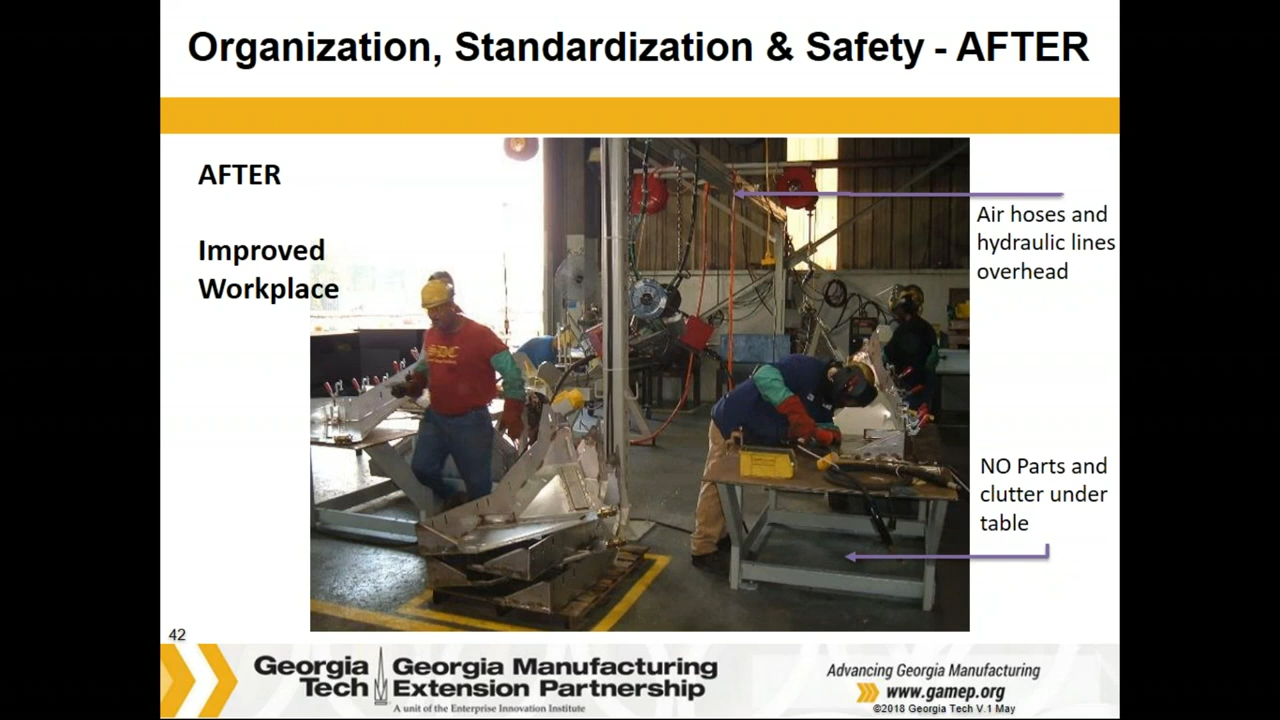 Organization, Standardization & Safety - AFTER
AFTER
Improved
Workplace
Air hoses and
hydraulic lines
overhead
SDC
NO Parts and
clutter under
table
42
Georgia
Tech
Georgia Manufacturing
Extension Partnership
A unit of the Enterprise Innovation Institute
Advancing Georgia Manufacturing
www.gamep.org
©2018 Georgia Tech V.1 May